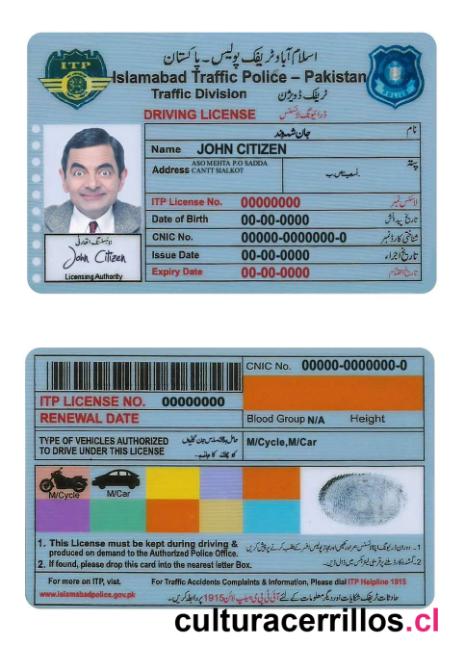 ITP
اسلام آباد ٹریفک پولیس - پاکستان
Islamabad Traffic Police – Pakistan
Traffic Division ٹریفک ڈویژن
DRIVING LICENSE ڈرائیونگ لائسنس
نام
Name JOHN CITIZEN
Address ASO MEHTA P.O SADDA
CANTT SIALKOT
پتہ
ITP License No. 00000000 لائسنس نمبر
Date of Birth 00-00-0000 تاریخ پیدائش
CNIC No. 00000-0000000-0 شناختی کارڈ نمبر
Issue Date 00-00-0000 تاریخ اجراء
Expiry Date 00-00-0000 تاریخ اختتام
John Citizen
Licensing Authority
CNIC No. 00000-0000000-0
ITP LICENSE NO. 00000000
RENEWAL DATE
Blood Group N/A Height
TYPE OF VEHICLES AUTHORIZED
TO DRIVE UNDER THIS LICENSE
M/Cycle,M/Car
M/Cycle M/Car
1. This License must be kept during driving &
produced on demand to the Authorized Police Office.
2. If found, please drop this card into the nearest letter Box.
For more on ITP, visit.
www.islamabadpolice.gov.pk
For Traffic Accidents Complaints & Information, Please dial ITP Helpline 1915
culturacerrillos.cl